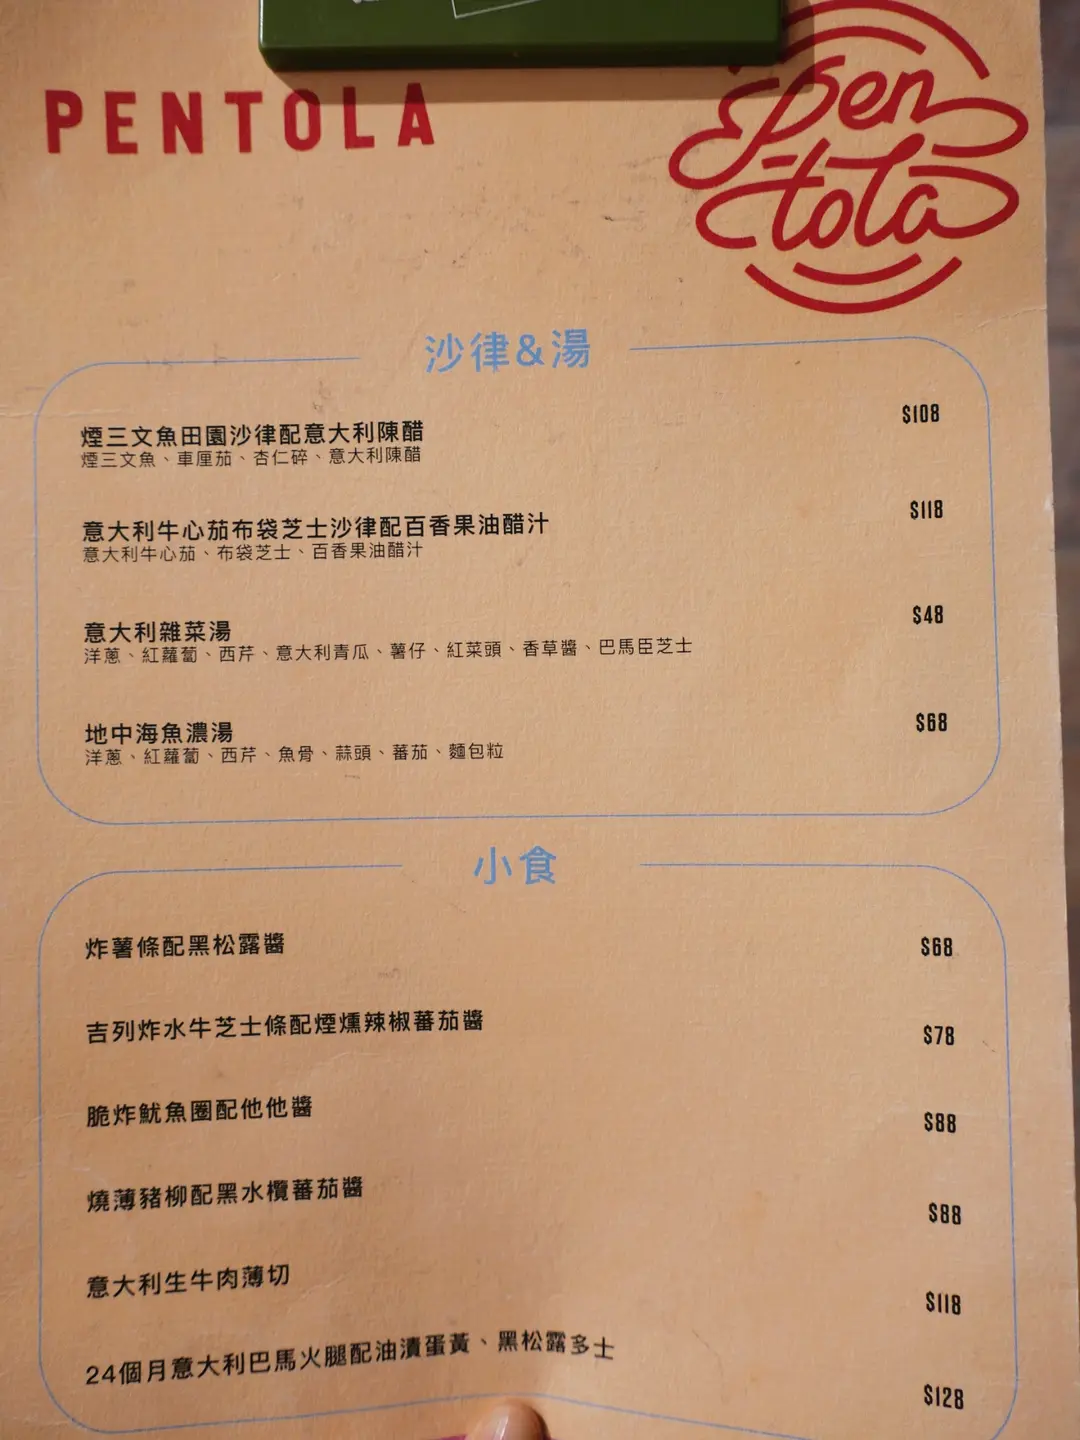 PENTOLA
Pen
tola
沙律&湯
煙三文魚田園沙律配意大利陳醋 $108
煙三文魚、車厘茄、杏仁碎、意大利陳醋
意大利牛心茄布袋芝士沙律配百香果油醋汁 $118
意大利牛心茄、布袋芝士、百香果油醋汁
意大利雜菜湯 $48
洋蔥、紅蘿蔔、西芹、意大利青瓜、薯仔、紅菜頭、香草醬、巴馬臣芝士
地中海魚濃湯 $68
洋蔥、紅蘿蔔、西芹、魚骨、蒜頭、蕃茄、麵包粒
小食
炸薯條配黑松露醬 $68
吉列炸水牛芝士條配煙燻辣椒蕃茄醬 $78
脆炸魷魚圈配他他醬 $88
燒薄豬柳配黑水欖蕃茄醬 $88
意大利生牛肉薄切 $118
24個月意大利巴馬火腿配油漬蛋黃、黑松露多士 $128